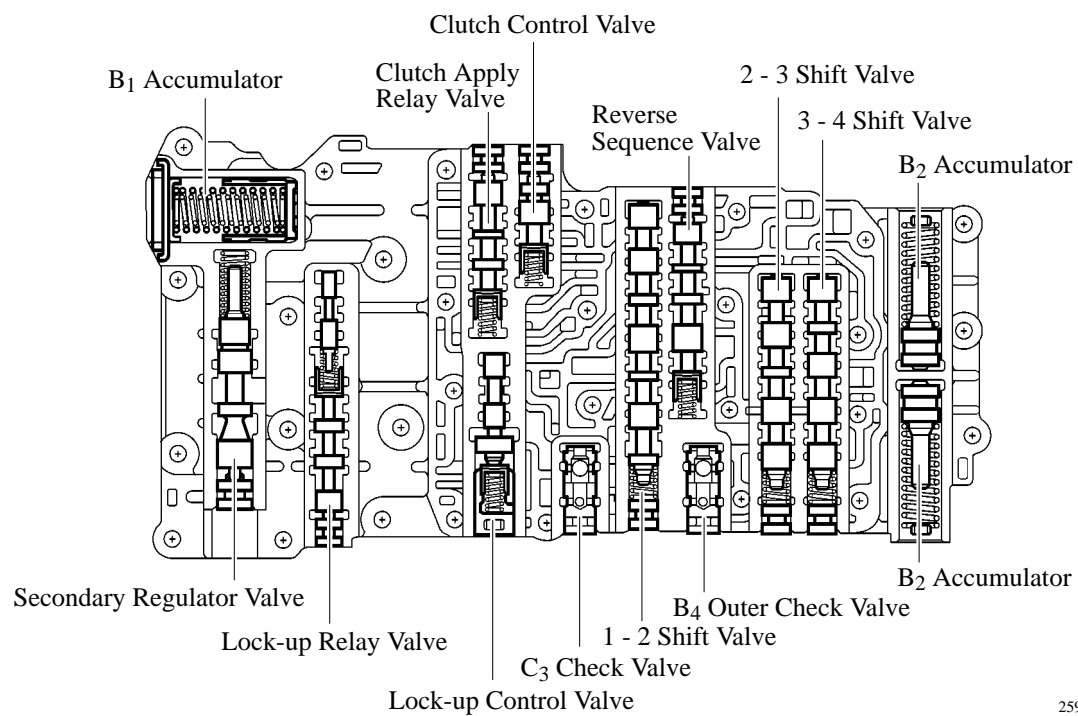 Clutch Control Valve
B1 Accumulator
Clutch Apply
Relay Valve
2 - 3 Shift Valve
Reverse
Sequence Valve
3 - 4 Shift Valve
B2 Accumulator
Secondary Regulator Valve
B2 Accumulator
B4 Outer Check Valve
Lock-up Relay Valve
1 - 2 Shift Valve
C3 Check Valve
Lock-up Control Valve
259